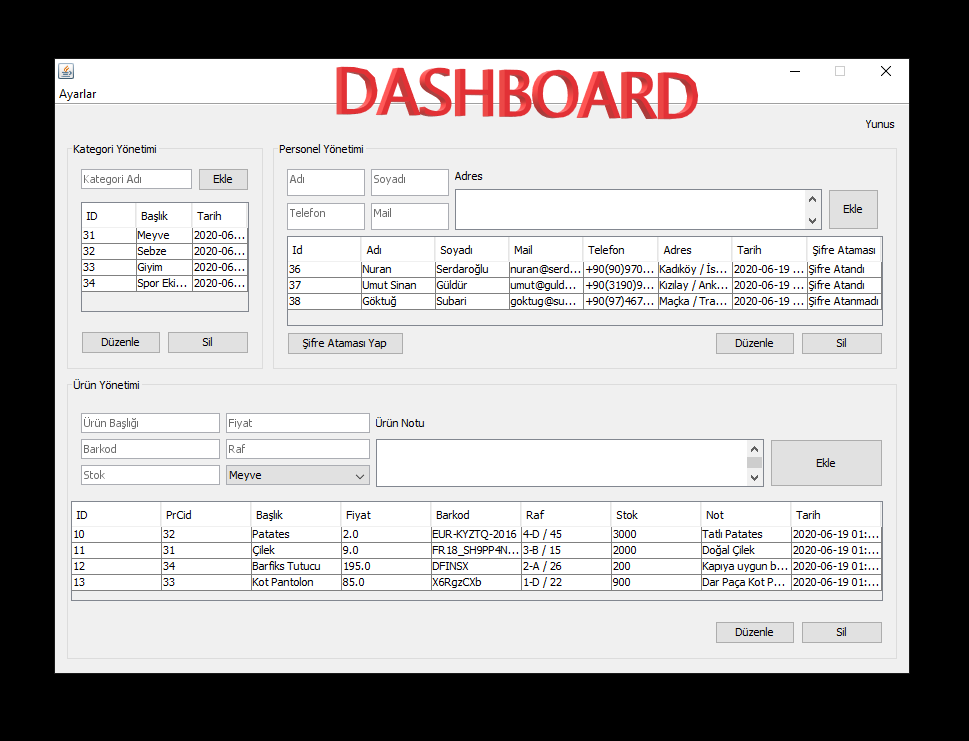 DASHBOARD
Ayarlar
Yunus
Kategori Yönetimi
Kategori Adı Ekle
ID Başlık Tarih
31 Meyve 2020-06...
32 Sebze 2020-06...
33 Giyim 2020-06...
34 Spor Eki... 2020-06...
Düzenle Sil
Personel Yönetimi
Adı Soyadı Adres
Telefon Mail Ekle
Id Adı Soyadı Mail Telefon Adres Tarih Şifre Ataması
36 Nuran Serdaroğlu nuran@serd... +90(90)970... Kadıköy / İs... 2020-06-19 ... Şifre Atandı
37 Umut Sinan Güldür umut@guld... +90(3190)9... Kızılay / Ank... 2020-06-19 ... Şifre Atandı
38 Göktuğ Subari goktug@su... +90(97)467... Maçka / Tra... 2020-06-19 ... Şifre Atanmadı
Şifre Ataması Yap Düzenle Sil
Ürün Yönetimi
Ürün Başlığı Fiyat Ürün Notu
Barkod Raf Ekle
Stok Meyve
ID PrCid Başlık Fiyat Barkod Raf Stok Not Tarih
10 32 Patates 2.0 EUR-KYZTQ-2016 4-D / 45 3000 Tatlı Patates 2020-06-19 01:...
11 31 Çilek 9.0 FR18_SH9PP4N... 3-B / 15 2000 Doğal Çilek 2020-06-19 01:...
12 34 Barfiks Tutucu 195.0 DFINSX 2-A / 26 200 Kapıya uygun b... 2020-06-19 01:...
13 33 Kot Pantolon 85.0 X6RgzCXb 1-D / 22 900 Dar Paça Kot P... 2020-06-19 01:...
Düzenle Sil